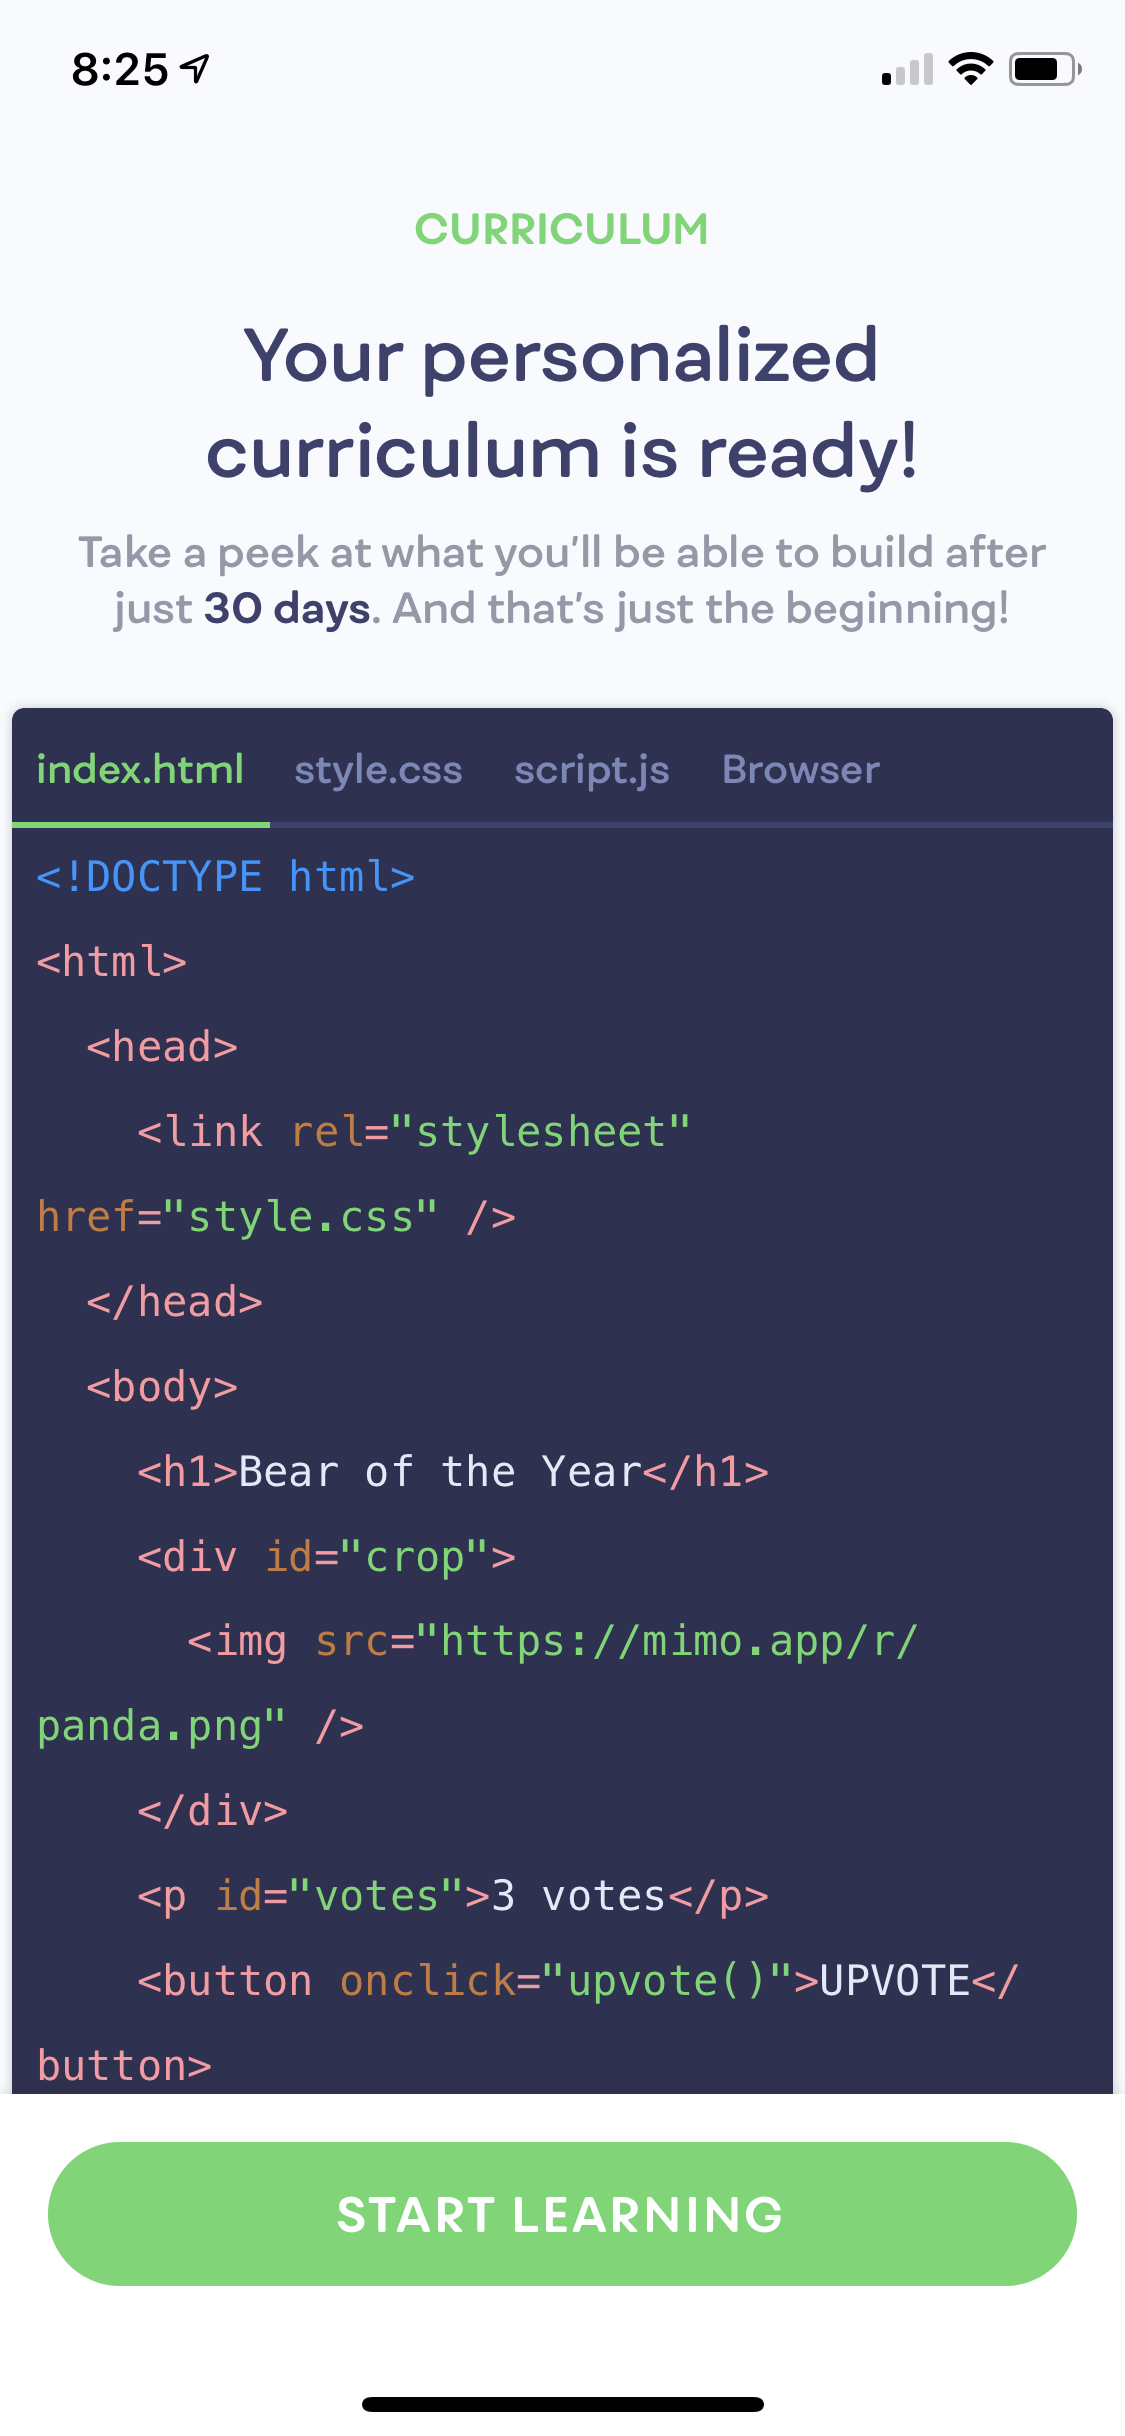 8:25
CURRICULUM
Your personalized
curriculum is ready!
Take a peek at what you'll be able to build after
just 30 days. And that's just the beginning!
index.html style.css script.js Browser
<!DOCTYPE html>
<html>
  <head>
    <link rel="stylesheet"
href="style.css" />
  </head>
  <body>
    <h1>Bear of the Year</h1>
    <div id="crop">
      <img src="https://mimo.app/r/
panda.png" />
    </div>
    <p id="votes">3 votes</p>
    <button onclick="upvote()">UPVOTE</
button>
START LEARNING